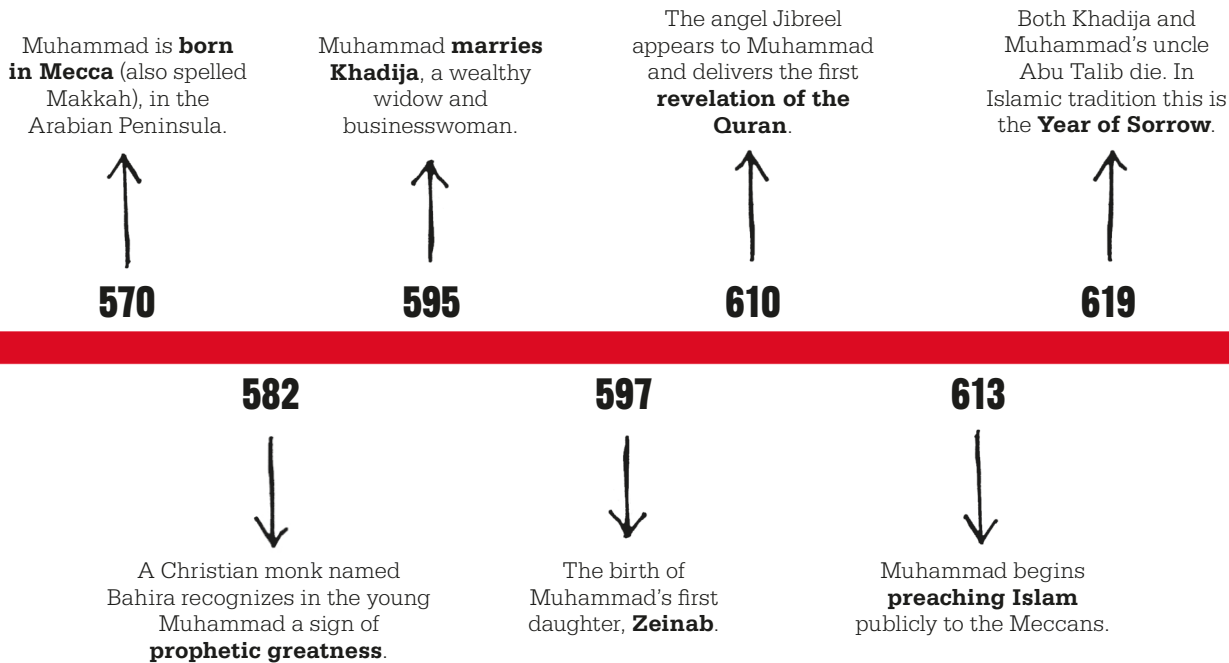 Muhammad is born
in Mecca (also spelled
Makkah), in the
Arabian Peninsula.
570
Muhammad marries
Khadija, a wealthy
widow and
businesswoman.
595
The angel Jibreel
appears to Muhammad
and delivers the first
revelation of the
Quran.
610
Both Khadija and
Muhammad’s uncle
Abu Talib die. In
Islamic tradition this is
the Year of Sorrow.
619
582
A Christian monk named
Bahira recognizes in the young
Muhammad a sign of
prophetic greatness.
597
The birth of
Muhammad’s first
daughter, Zeinab.
613
Muhammad begins
preaching Islam
publicly to the Meccans.